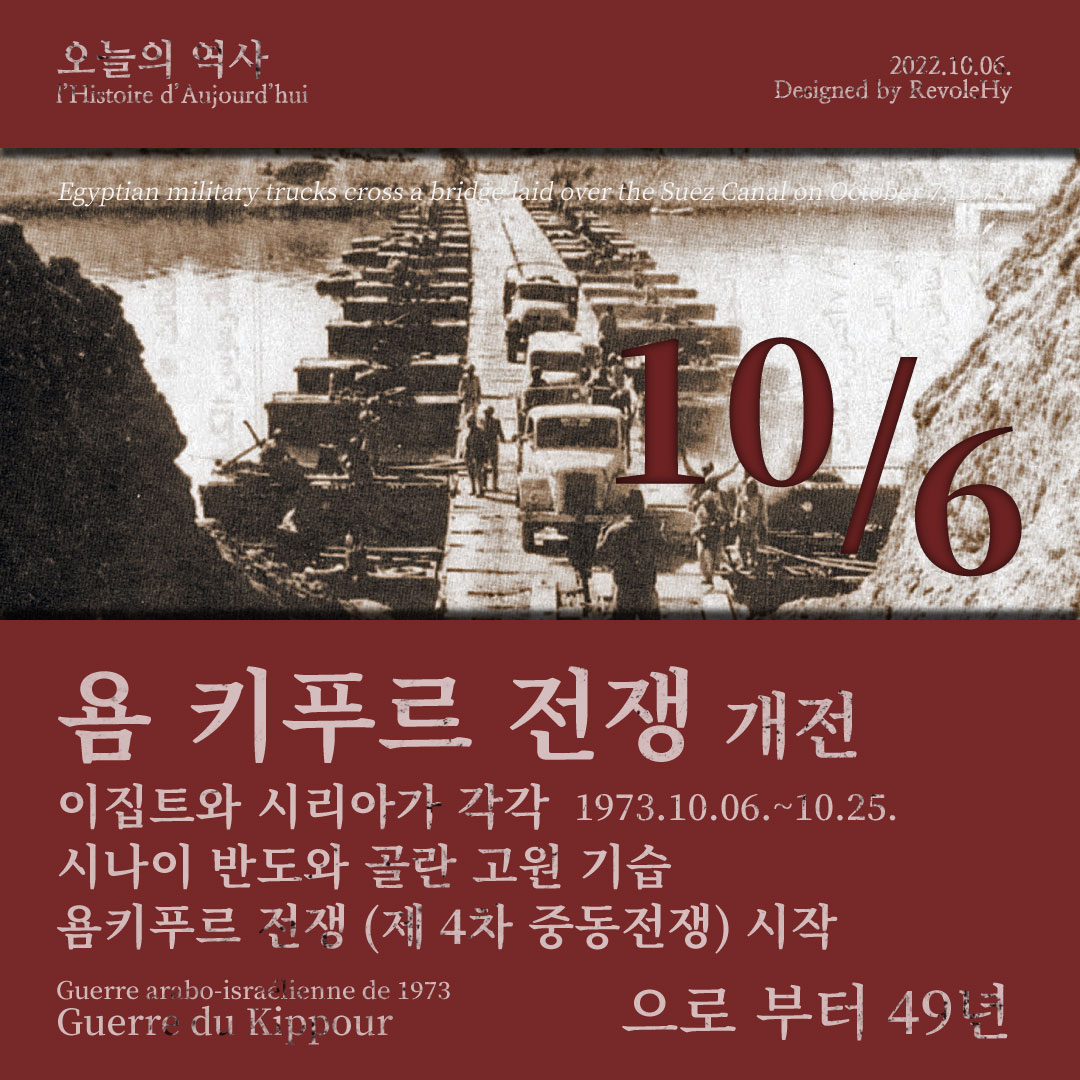 오늘의 역사
l'Histoire d'Aujourd'hui
2022.10.06.
Designed by RevoleHy
Egyptian military trucks cross a bridge laid over the Suez Canal on October 7,
10/6
욤 키푸르 전쟁 개전
이집트와 시리아가 각각 1973.10.06.~10.25.
시나이 반도와 골란 고원 기습
욤키푸르 전쟁 (제 4차 중동전쟁) 시작
Guerre arabo-israélienne de 1973
Guerre du Kippour
으로 부터 49년